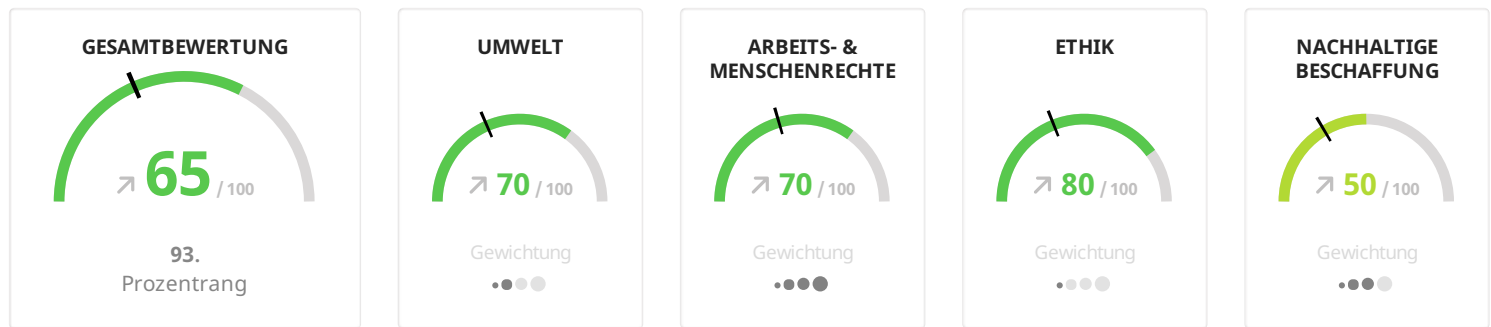 GESAMTBEWERTUNG
65 / 100
93.
Prozentrang
UMWELT
70 / 100
Gewichtung
ARBEITS- &
MENSCHENRECHTE
70 / 100
Gewichtung
ETHIK
80 / 100
Gewichtung
NACHHALTIGE
BESCHAFFUNG
50 / 100
Gewichtung